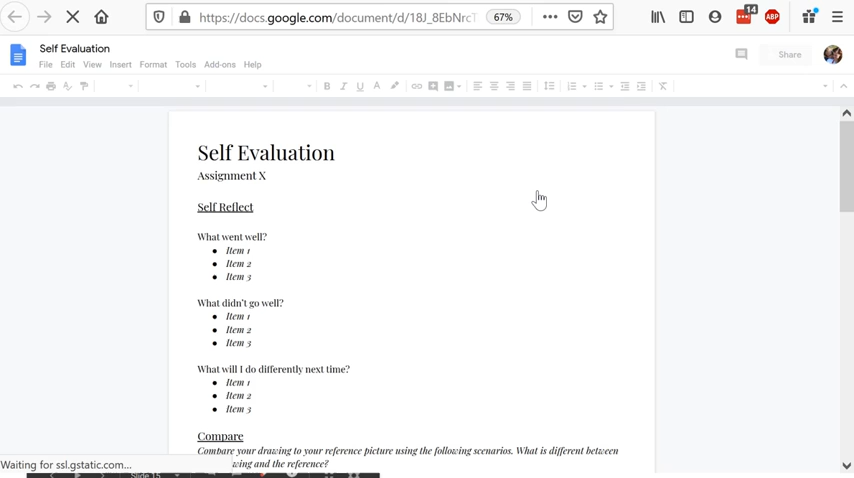 https://docs.google.com/document/d/18J_8EbNrcT
67%
14
ABP
Self Evaluation
File Edit View Insert Format Tools Add-ons Help
Share
B I U A
Self Evaluation
Assignment X
Self Reflect
What went well?
● Item 1
● Item 2
● Item 3
What didn't go well?
● Item 1
● Item 2
● Item 3
What will I do differently next time?
● Item 1
● Item 2
● Item 3
Compare
Compare your drawing to your reference picture using the following scenarios. What is different between
wing and the reference?
Waiting for ssl.gstatic.com...
Slide 15